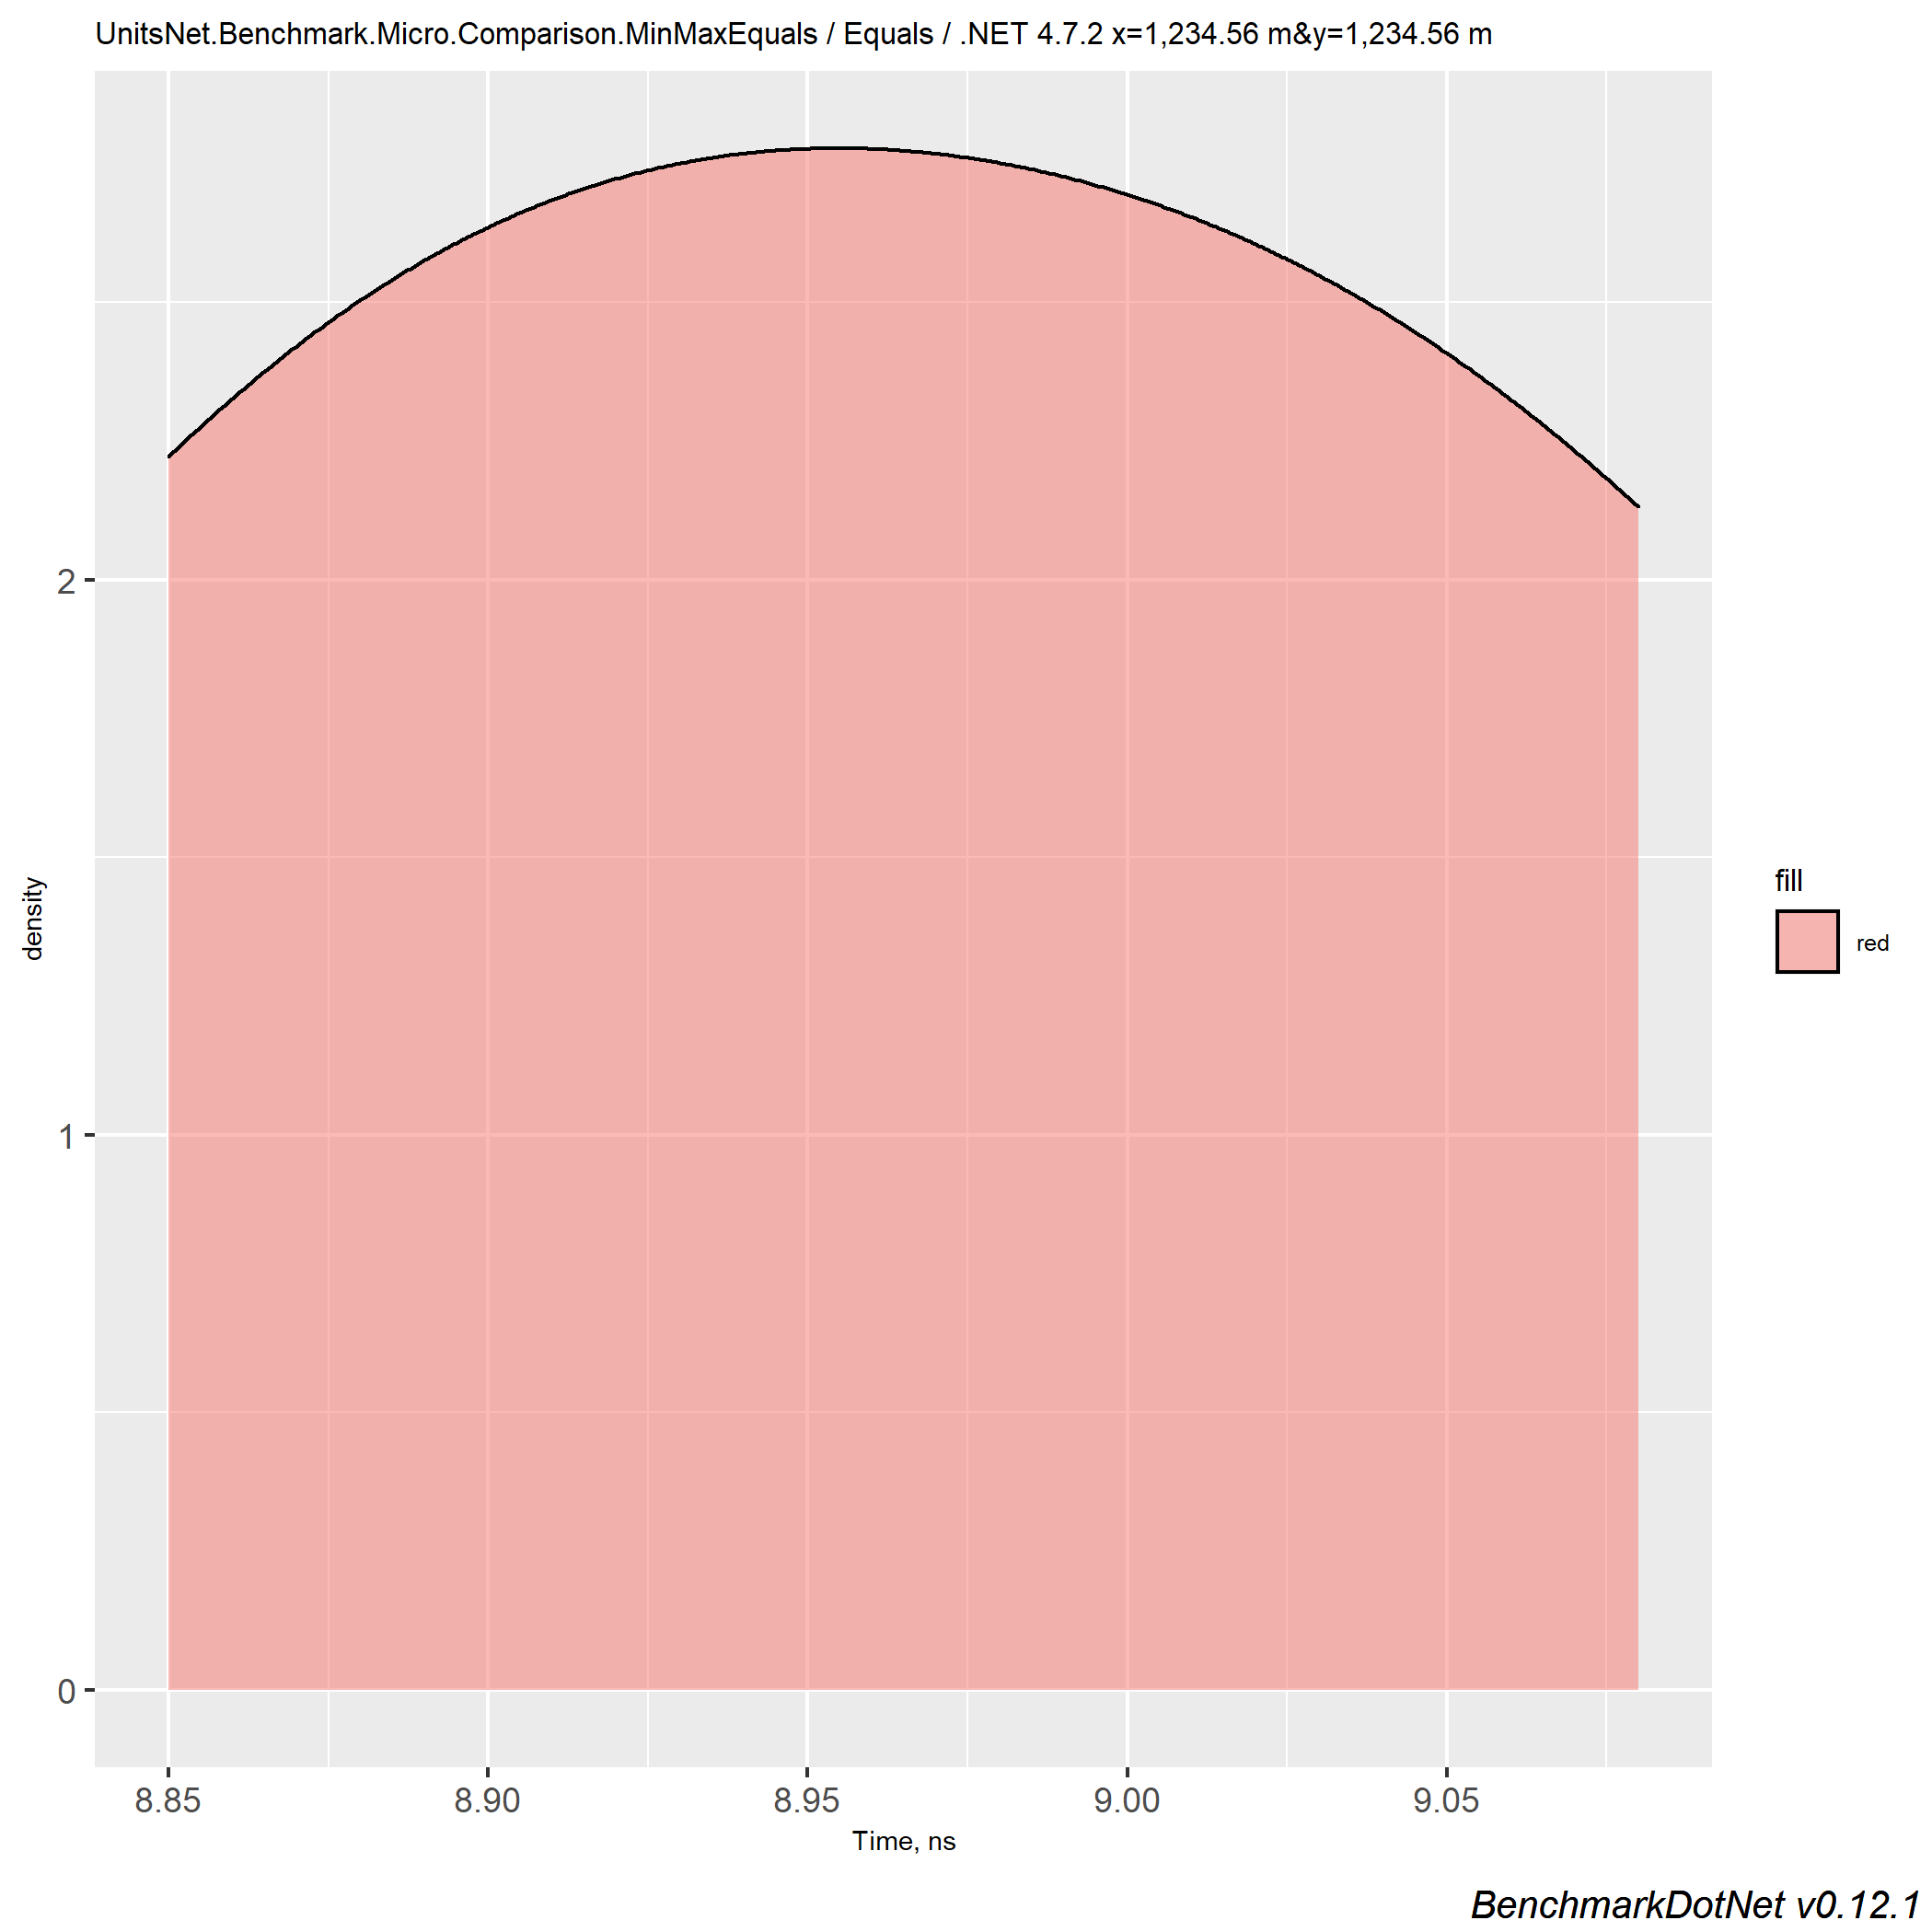 UnitsNet.Benchmark.Micro.Comparison.MinMaxEquals / Equals / .NET 4.7.2 x=1,234.56 m&y=1,234.56 m
density
2
1
0
8.85 8.90 8.95 9.00 9.05
Time, ns
fill
red
BenchmarkDotNet v0.12.1